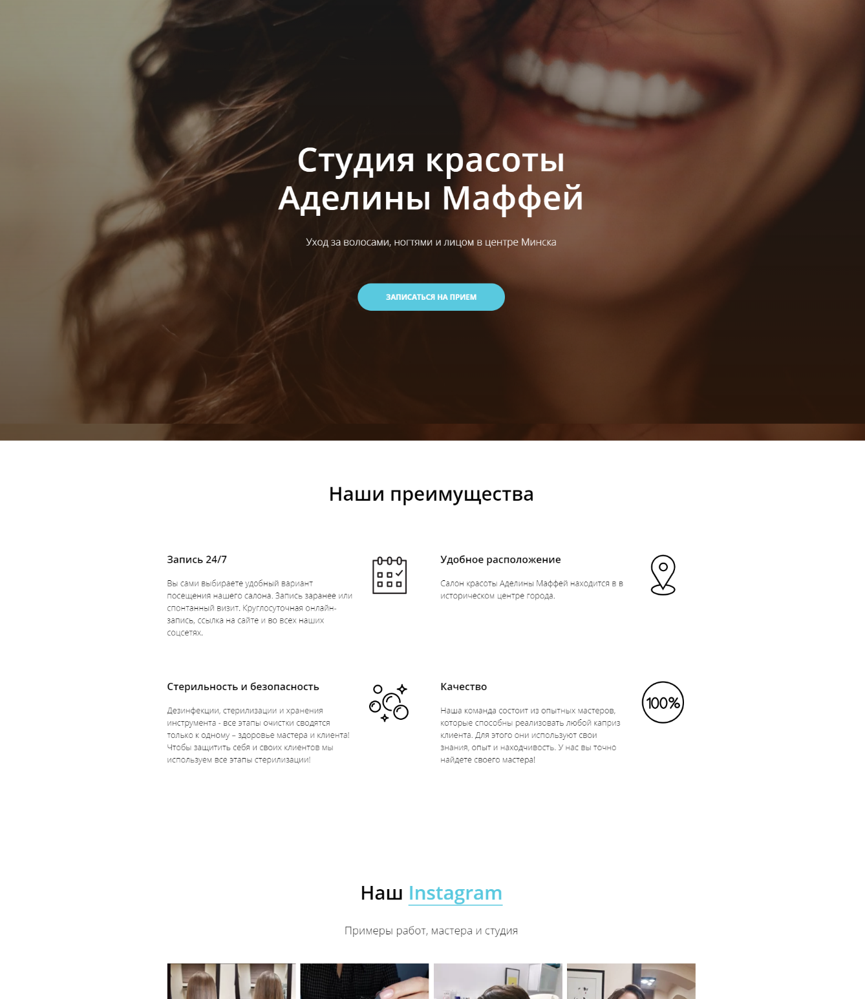 Студия красоты
Аделины Маффей
Уход за волосами, ногтями и лицом в центре Минска
ЗАПИСАТЬСЯ НА ПРИЕМ
Наши преимущества
Запись 24/7
Вы сами выбираете удобный вариант
посещения нашего салона. Запись заранее или
спонтанный визит. Круглосуточная онлайн-
запись, ссылка на сайте и во всех наших
соцсетях.
Удобное расположение
Салон красоты Аделины Маффей находится в в
историческом центре города.
Стерильность и безопасность
Дезинфекции, стерилизации и хранения
инструмента - все этапы очистки сводятся
только к одному – здоровье мастера и клиента!
Чтобы защитить себя и своих клиентов мы
используем все этапы стерилизации!
Качество
Наша команда состоит из опытных мастеров,
которые способны реализовать любой каприз
клиента. Для этого они используют свои
знания, опыт и находчивость. У нас вы точно
найдете своего мастера!
100%
Наш Instagram
Примеры работ, мастера и студия